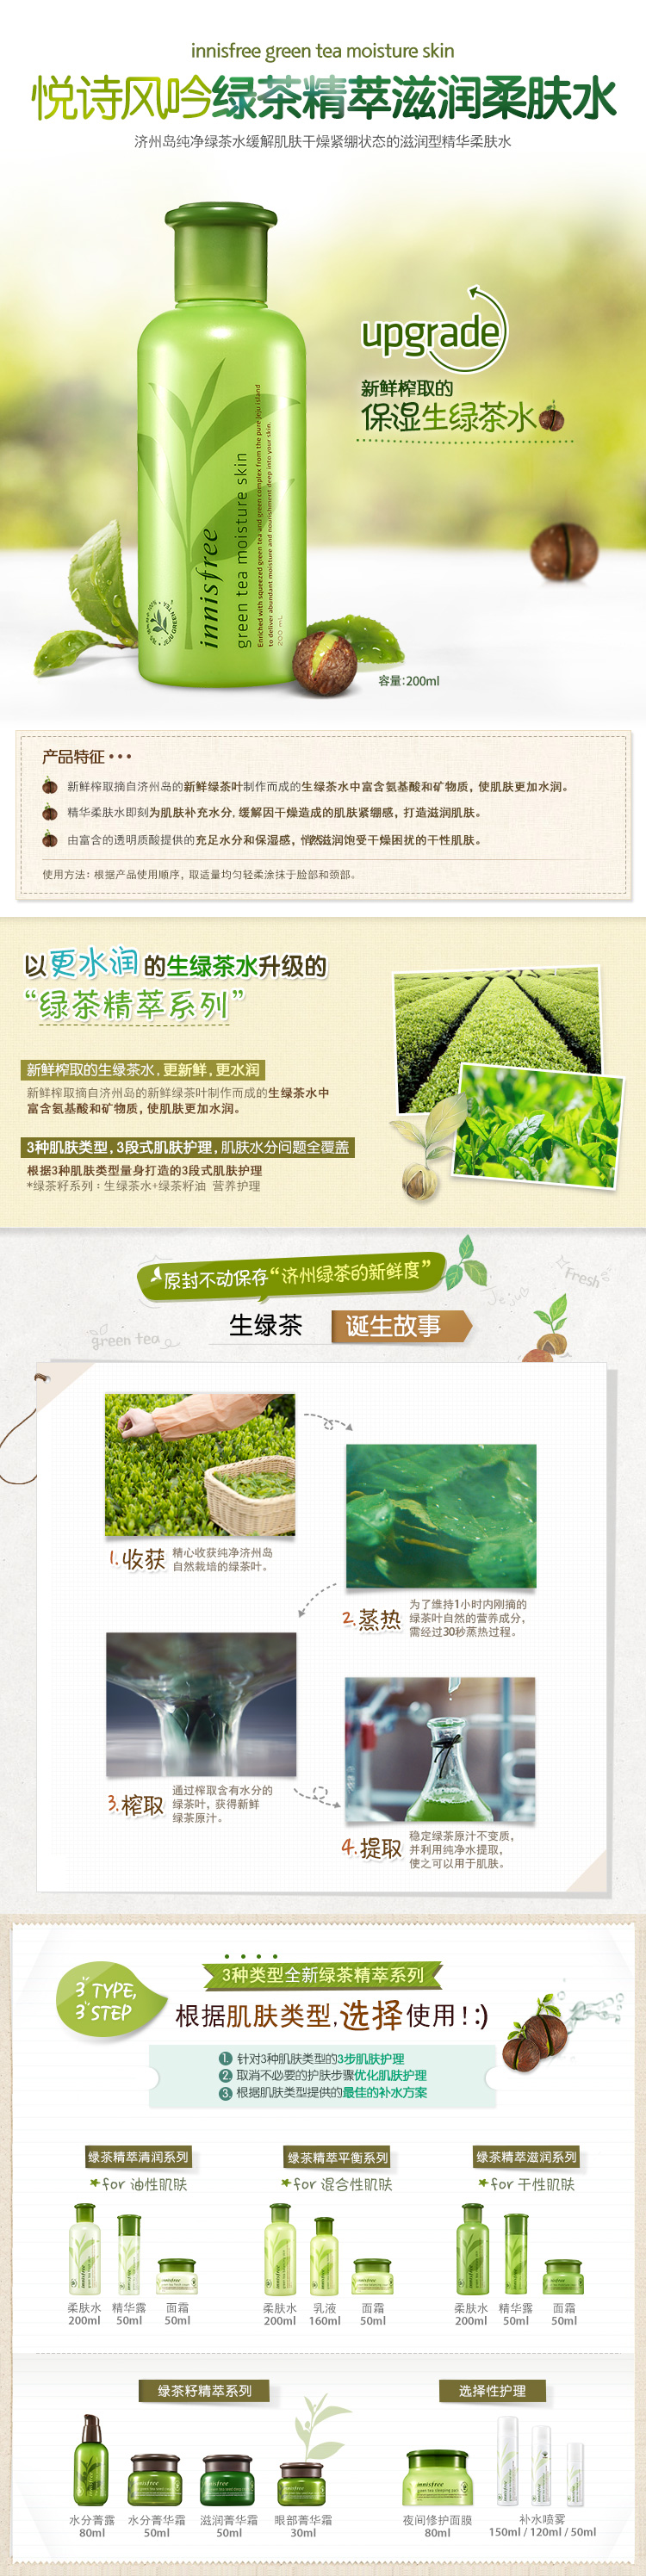 innisfree green tea moisture skin
悦诗风吟绿茶精萃滋润柔肤水
济州岛纯净绿茶水缓解肌肤干燥紧绷状态的滋润型精华柔肤水
upgrade
新鲜榨取的
保湿生绿茶水
innisfree
green tea moisture skin
Enriched with squeezed green tea and green complex from the pure Jeju island
to deliver abundant moisture and nourishment deep into your skin.
200 mL
容量:200ml
产品特征 • • •
新鲜榨取摘自济州岛的新鲜绿茶叶制作而成的生绿茶水中富含氨基酸和矿物质, 使肌肤更加水润。
精华柔肤水即刻为肌肤补充水分, 缓解因干燥造成的肌肤紧绷感, 打造滋润肌肤。
由富含的透明质酸提供的充足水分和保湿感, 悄然滋润饱受干燥困扰的干性肌肤。
使用方法: 根据产品使用顺序, 取适量均匀轻柔涂抹于脸部和颈部。
以更水润的生绿茶水升级的
“绿茶精萃系列”
新鲜榨取的生绿茶水, 更新鲜, 更水润
新鲜榨取摘自济州岛的新鲜绿茶叶制作而成的生绿茶水中
富含氨基酸和矿物质, 使肌肤更加水润。
3种肌肤类型, 3段式肌肤护理, 肌肤水分问题全覆盖
根据3种肌肤类型量身打造的3段式肌肤护理
*绿茶籽系列 : 生绿茶水+绿茶籽油 营养护理
原封不动保存“济州绿茶的新鲜度”
Fresh
Jeju
生绿茶 诞生故事
green tea
1. 收获
精心收获纯净济州岛
自然栽培的绿茶叶。
2. 蒸热
为了维持1小时内刚摘的
绿茶叶自然的营养成分,
需经过30秒蒸热过程。
3. 榨取
通过榨取含有水分的
绿茶叶, 获得新鲜
绿茶原汁。
4. 提取
稳定绿茶原汁不变质,
并利用纯净水提取,
使之可以用于肌肤。
3 TYPE,
3 STEP
3种类型全新绿茶精萃系列
根据肌肤类型,选择使用!:)
1 针对3种肌肤类型的3步肌肤护理
2 取消不必要的护肤步骤优化肌肤护理
3 根据肌肤类型提供的最佳的补水方案
绿茶精萃清润系列 绿茶精萃平衡系列 绿茶精萃滋润系列
for 油性肌肤 for 混合性肌肤 for 干性肌肤
柔肤水 精华露 面霜 柔肤水 乳液 面霜 柔肤水 精华露 面霜
200ml 50ml 50ml 200ml 160ml 50ml 200ml 50ml 50ml
绿茶籽精萃系列 选择性护理
水分菁露 水分菁华霜 滋润菁华霜 眼部菁华霜 夜间修护面膜 补水喷雾
80ml 50ml 50ml 30ml 80ml 150ml / 120ml / 50ml